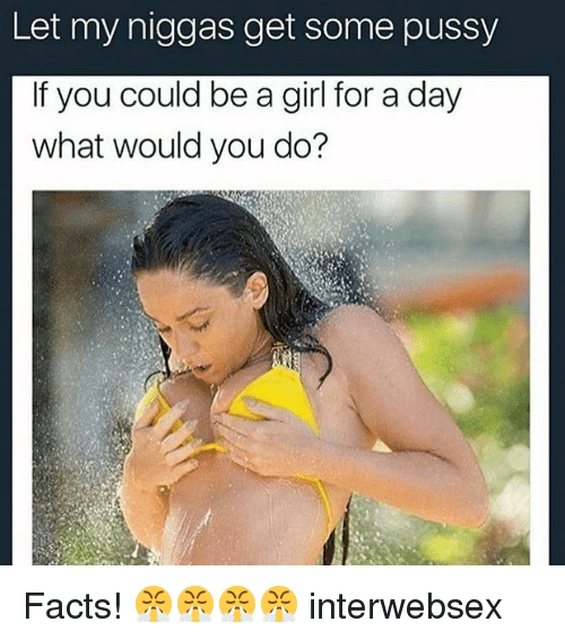 Let my niggas get some pussy
If you could be a girl for a day
what would you do?
Facts! 😤😤😤😤 interwebsex